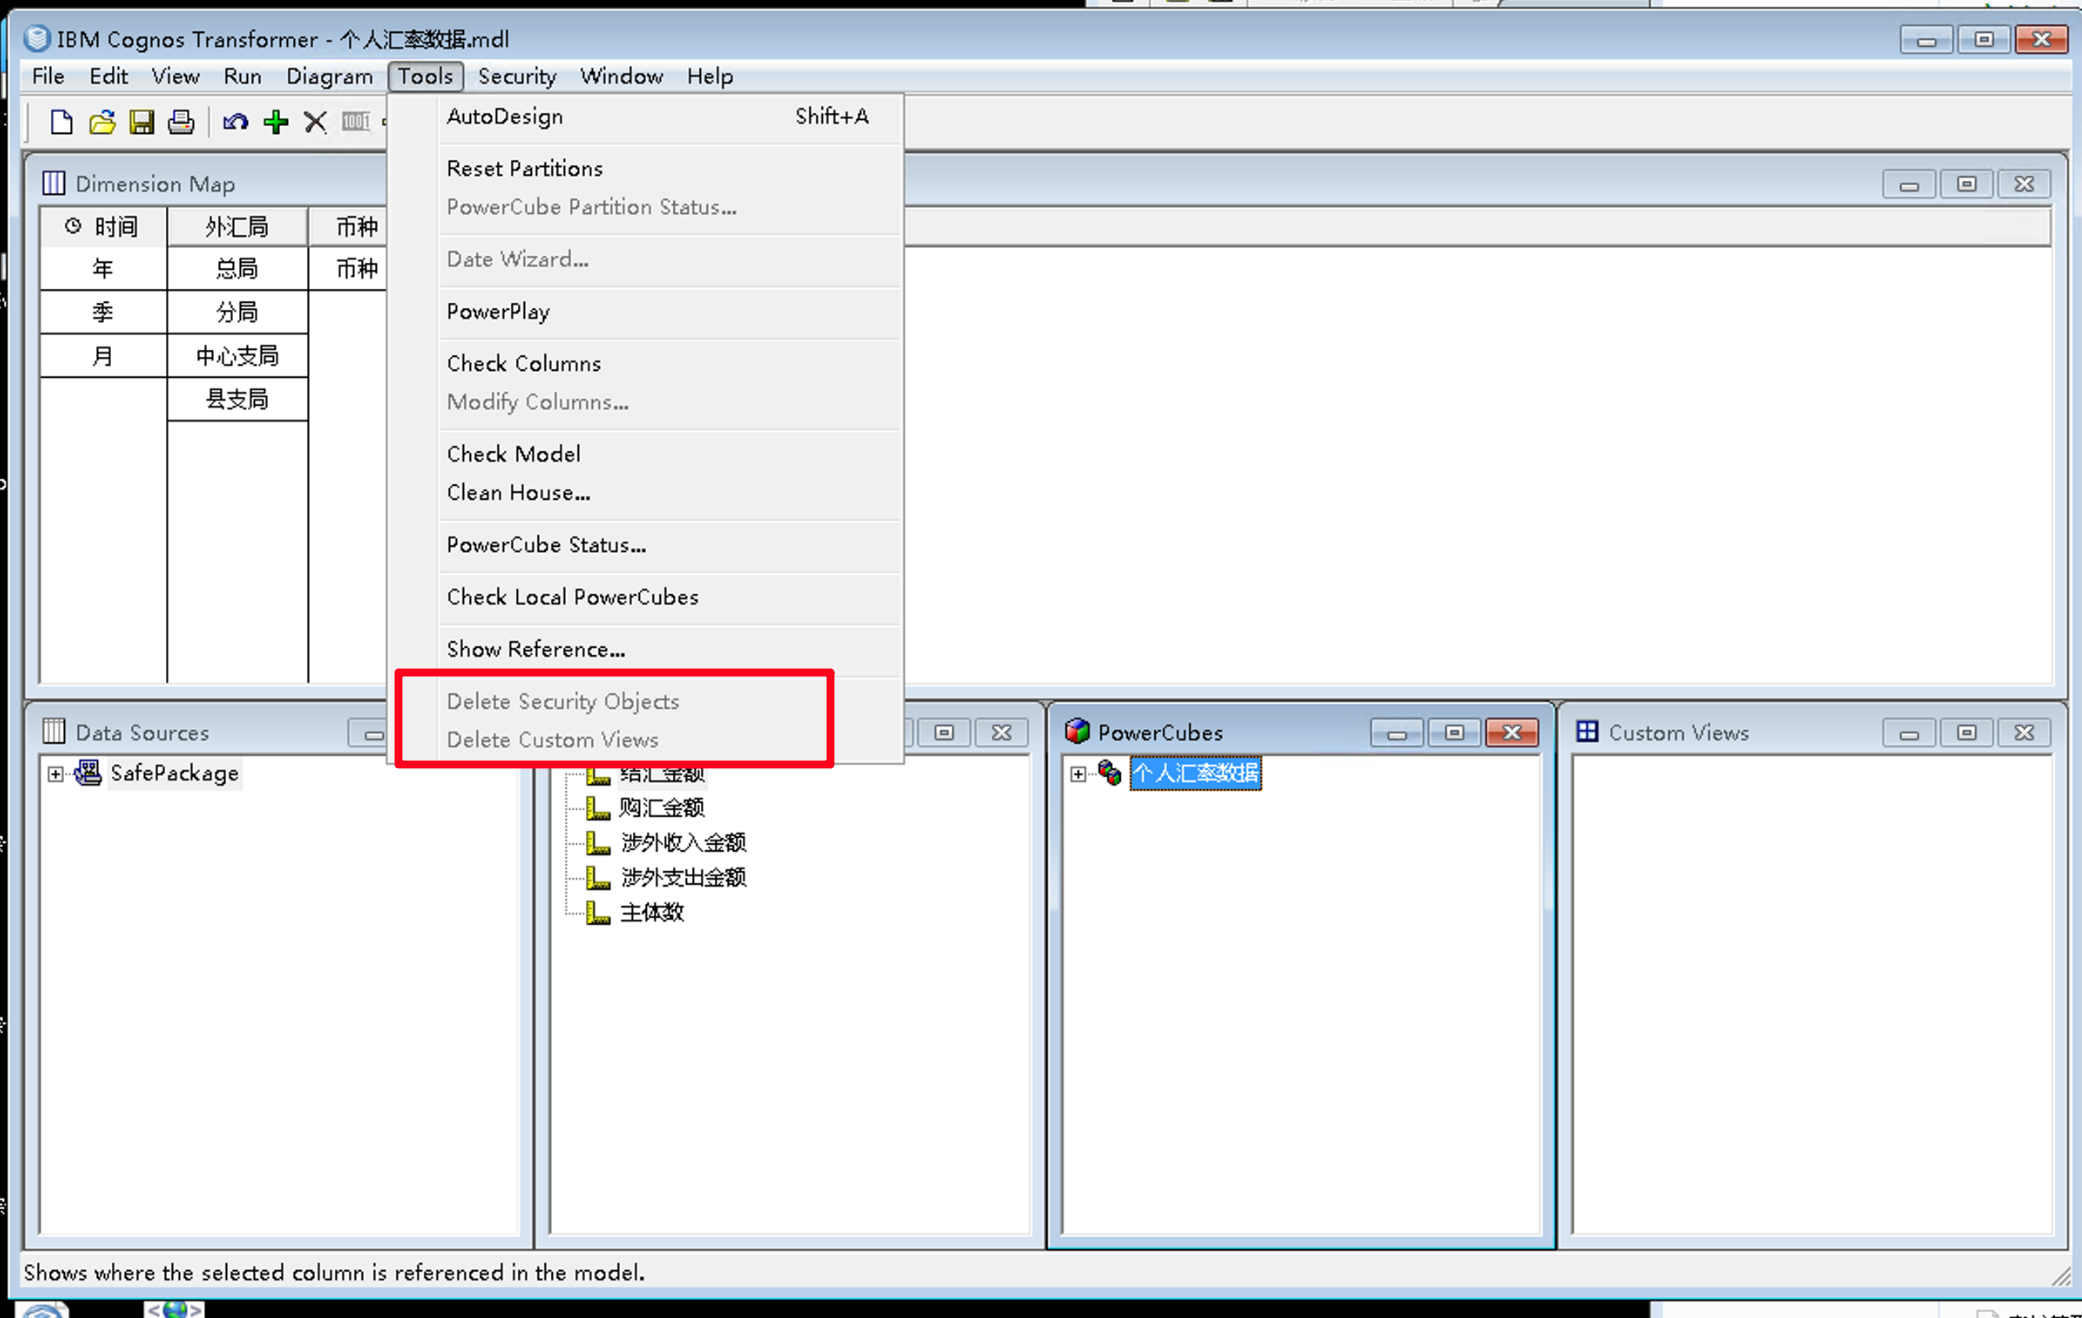 IBM Cognos Transformer - 个人汇率数据.mdl
File Edit View Run Diagram Tools Security Window Help
AutoDesign Shift+A
Reset Partitions
PowerCube Partition Status...
Date Wizard...
PowerPlay
Check Columns
Modify Columns...
Check Model
Clean House...
PowerCube Status...
Check Local PowerCubes
Show Reference...
Delete Security Objects
Delete Custom Views
Dimension Map
时间 外汇局 币种
年 总局 币种
季 分局
月 中心支局
县支局
Data Sources
SafePackage
结汇金额
购汇金额
涉外收入金额
涉外支出金额
主体数
PowerCubes
个人汇率数据
Custom Views
Shows where the selected column is referenced in the model.